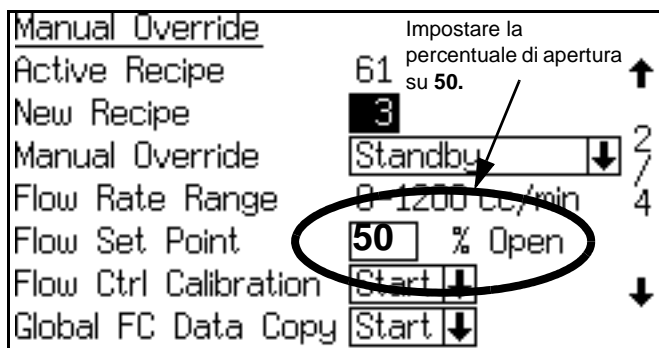 Manual Override
Impostare la
percentuale di apertura
su 50.
Active Recipe 61
New Recipe 3
Manual Override Standby
2/4
Flow Rate Range 0-1200 cc/min
Flow Set Point 50 % Open
Flow Ctrl Calibration Start
Global FC Data Copy Start